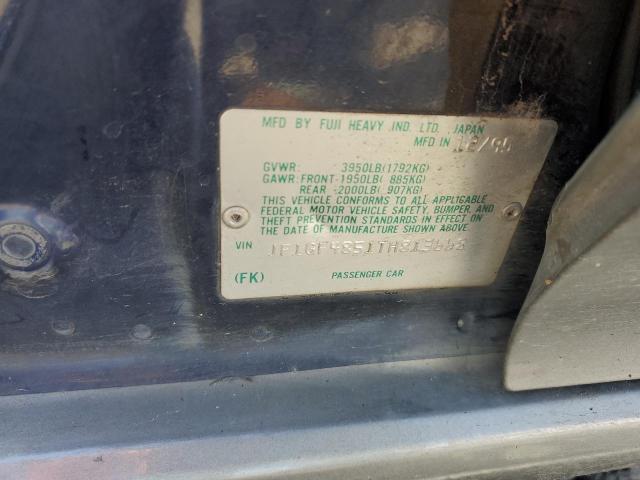 MFD BY FUJI HEAVY IND. LTD., JAPAN
MFD IN 12/95
GVWR: 3950LB(1792KG)
GAWR: FRONT-1950LB( 885KG)
REAR -2000LB( 907KG)
THIS VEHICLE CONFORMS TO ALL APPLICABLE
FEDERAL MOTOR VEHICLE SAFETY, BUMPER, AND
THEFT PREVENTION STANDARDS IN EFFECT ON
THE DATE OF MANUFACTURE SHOWN ABOVE.
VIN
(FK) PASSENGER CAR